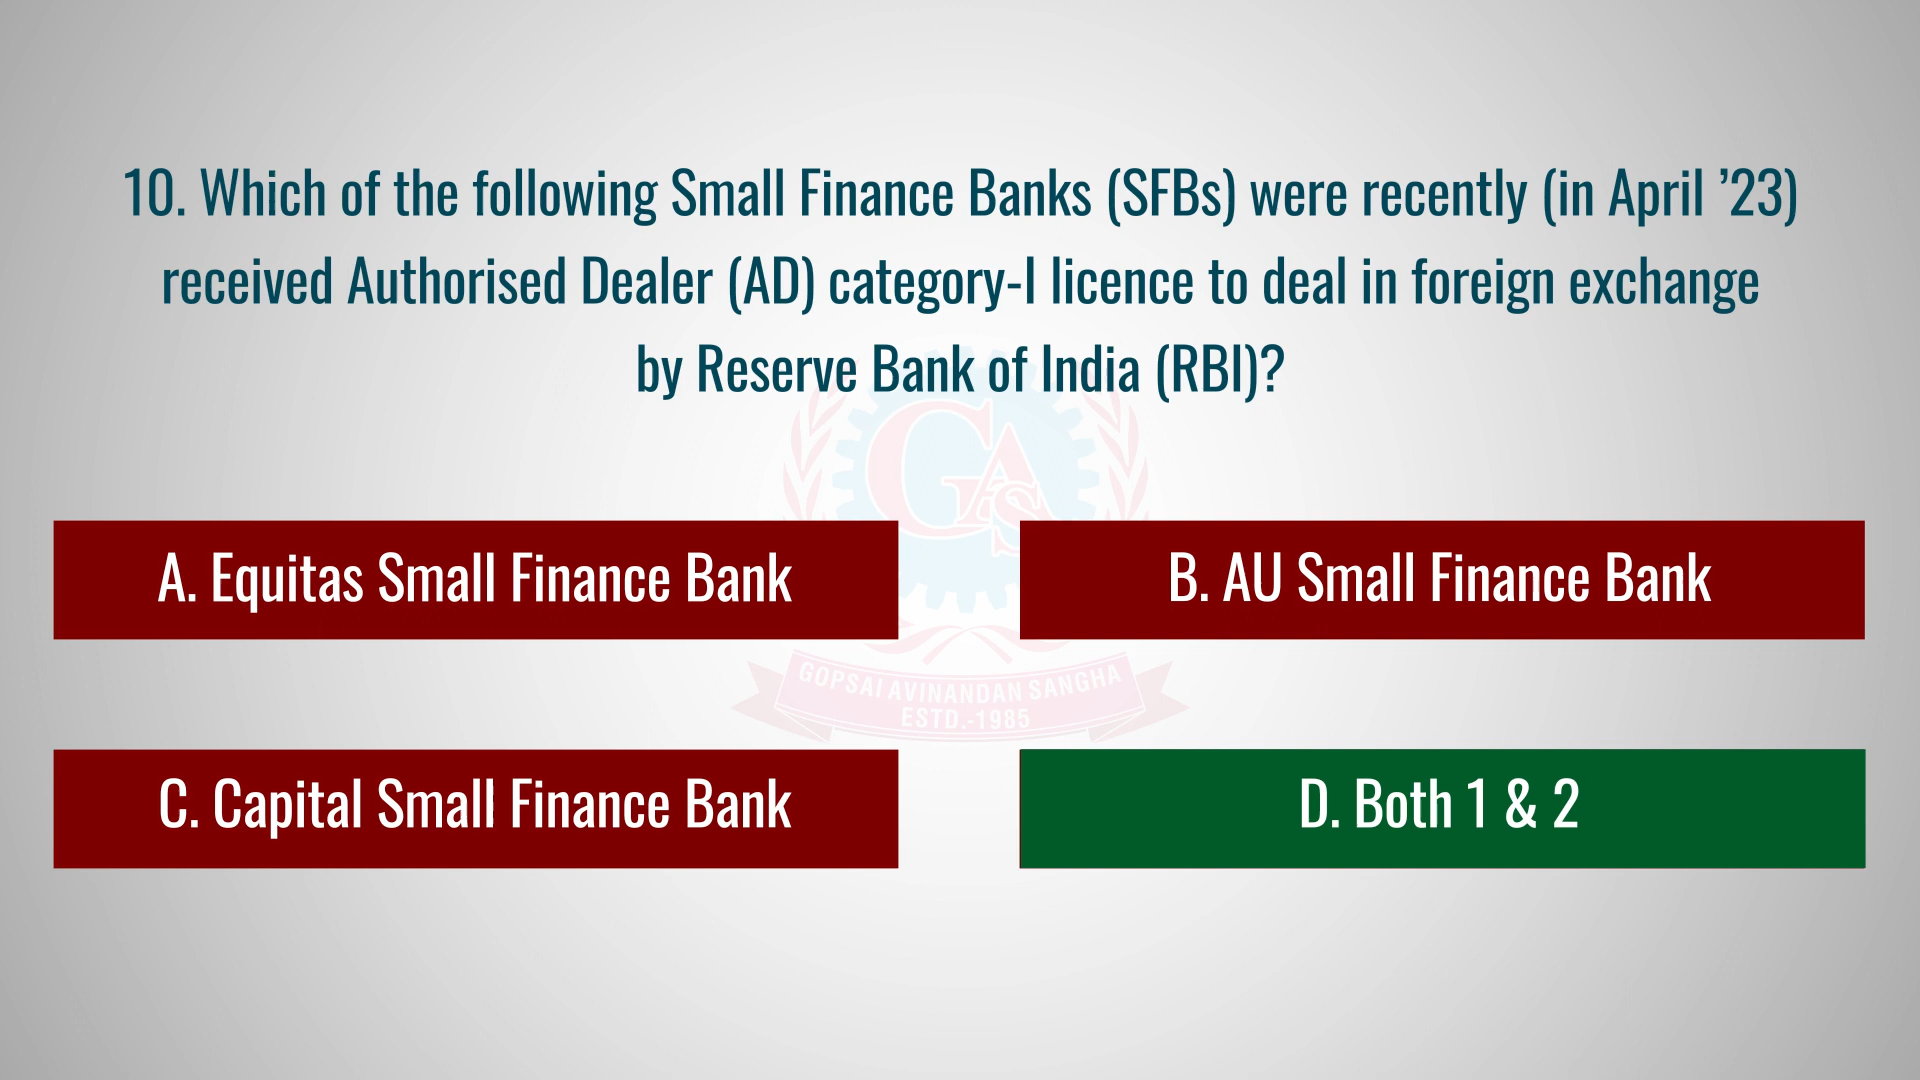 10. Which of the following Small Finance Banks (SFBs) were recently (in April ’23)
received Authorised Dealer (AD) category-I licence to deal in foreign exchange
by Reserve Bank of India (RBI)?
GAS
A. Equitas Small Finance Bank
B. AU Small Finance Bank
GOPSAI AVINANDAN SANGHA
ESTD.-1985
C. Capital Small Finance Bank
D. Both 1 & 2